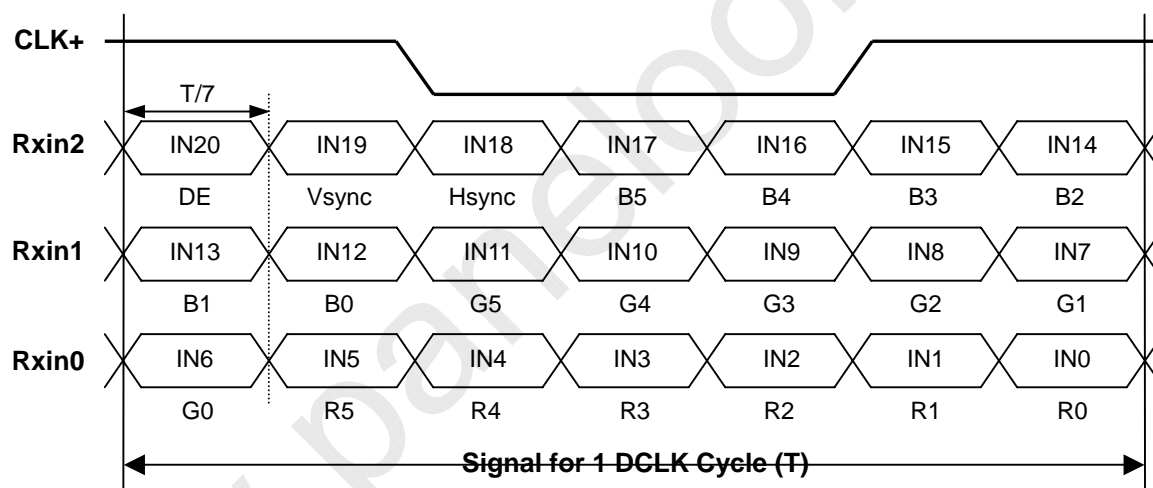 CLK+
T/7
Rxin2 IN20 IN19 IN18 IN17 IN16 IN15 IN14
DE Vsync Hsync B5 B4 B3 B2
Rxin1 IN13 IN12 IN11 IN10 IN9 IN8 IN7
B1 B0 G5 G4 G3 G2 G1
Rxin0 IN6 IN5 IN4 IN3 IN2 IN1 IN0
G0 R5 R4 R3 R2 R1 R0
Signal for 1 DCLK Cycle (T)